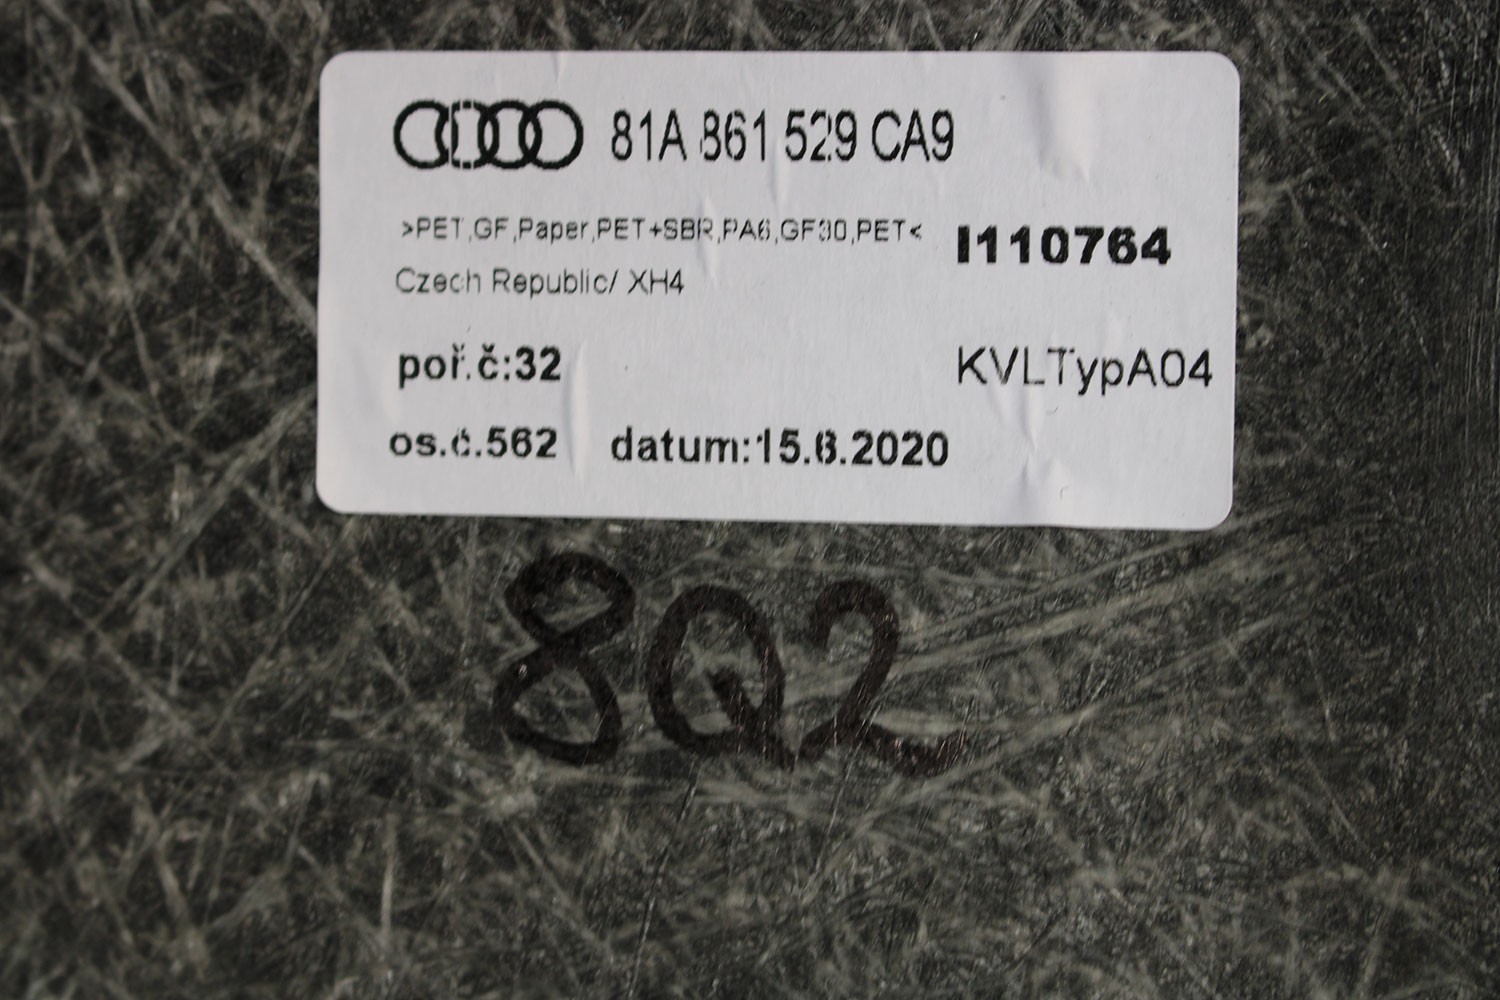 81A 861 529 CA9
>PET,GF,Paper,PET+SBR,PA6,GF30,PET<
I110764
Czech Republic/ XH4
poř.č:32
KVLTypA04
os.č.562 datum:15.6.2020
8Q2